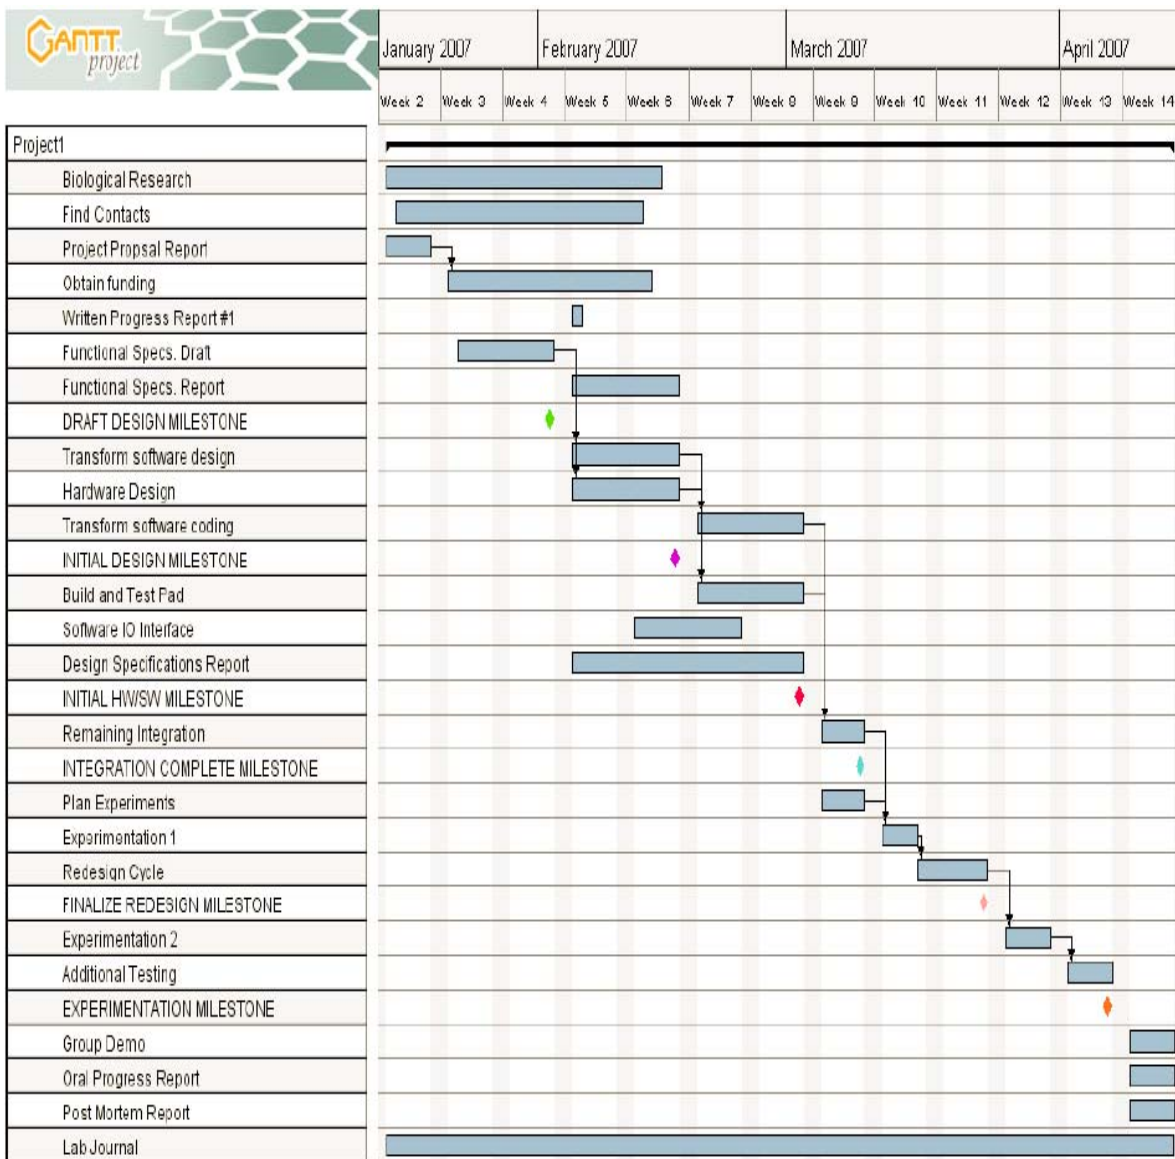 GANTT
project
January 2007 February 2007 March 2007 April 2007
Week 2 Week 3 Week 4 Week 5 Week 6 Week 7 Week 8 Week 9 Week 10 Week 11 Week 12 Week 13 Week 14
Project1
Biological Research
Find Contacts
Project Propsal Report
Obtain funding
Written Progress Report #1
Functional Specs. Draft
Functional Specs. Report
DRAFT DESIGN MILESTONE
Transform software design
Hardware Design
Transform software coding
INITIAL DESIGN MILESTONE
Build and Test Pad
Software IO Interface
Design Specifications Report
INITIAL HW/SW MILESTONE
Remaining Integration
INTEGRATION COMPLETE MILESTONE
Plan Experiments
Experimentation 1
Redesign Cycle
FINALIZE REDESIGN MILESTONE
Experimentation 2
Additional Testing
EXPERIMENTATION MILESTONE
Group Demo
Oral Progress Report
Post Mortem Report
Lab Journal